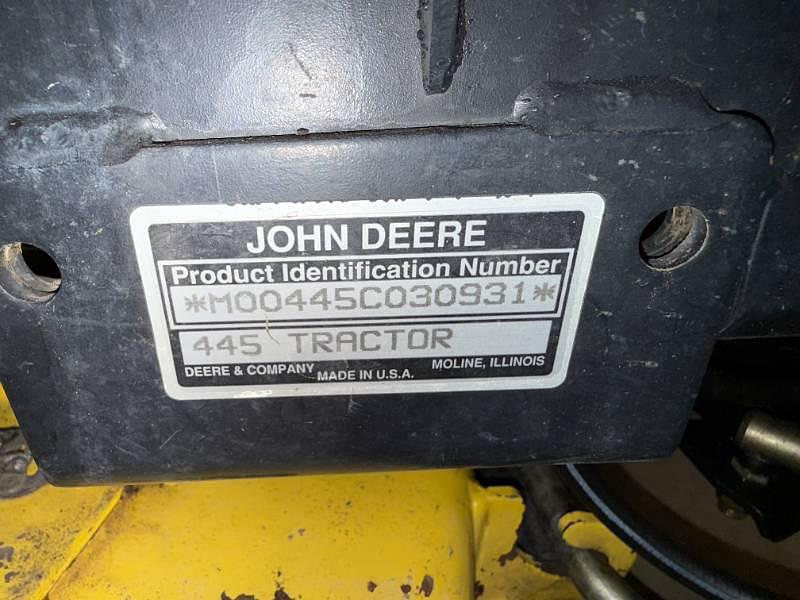 JOHN DEERE
Product Identification Number
*M00445C030931*
445 TRACTOR
DEERE & COMPANY MADE IN U.S.A. MOLINE, ILLINOIS